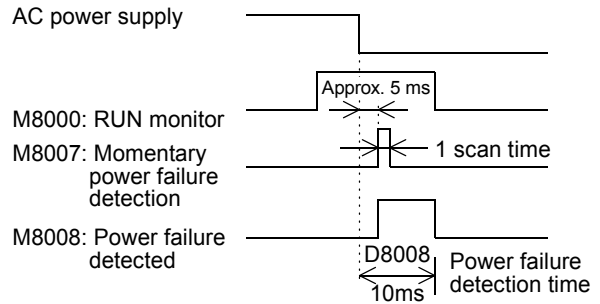 AC power supply
Approx. 5 ms
M8000: RUN monitor
M8007: Momentary
power failure
detection
1 scan time
M8008: Power failure
detected
D8008
10ms
Power failure
detection time